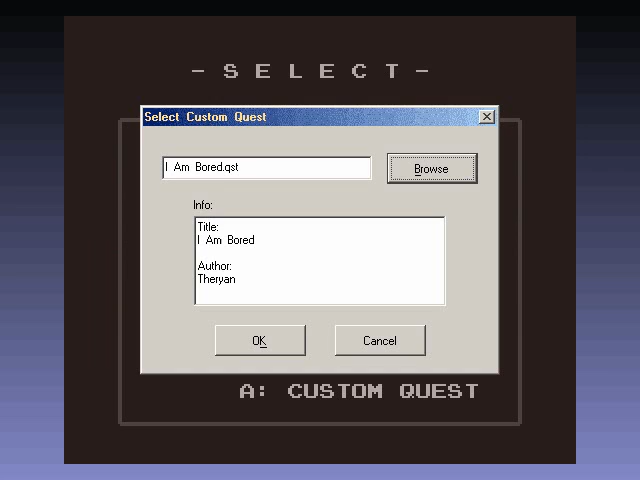 - S E L E C T -
Select Custom Quest
I Am Bored.qst
Browse
Info:
Title:
I Am Bored
Author:
Theryan
OK
Cancel
A: CUSTOM QUEST